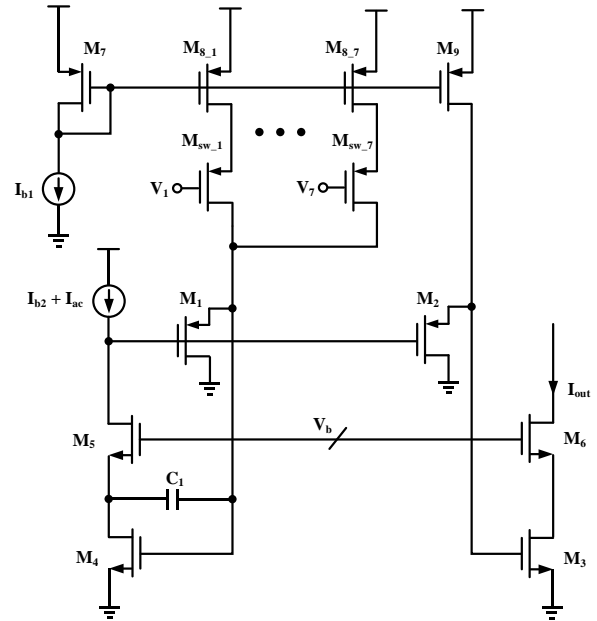 M7
M8_1
M8_7
M9
Msw_1
Msw_7
V1
V7
Ib1
Ib2 + Iac
M1
M2
Iout
M5
Vb
M6
C1
M4
M3